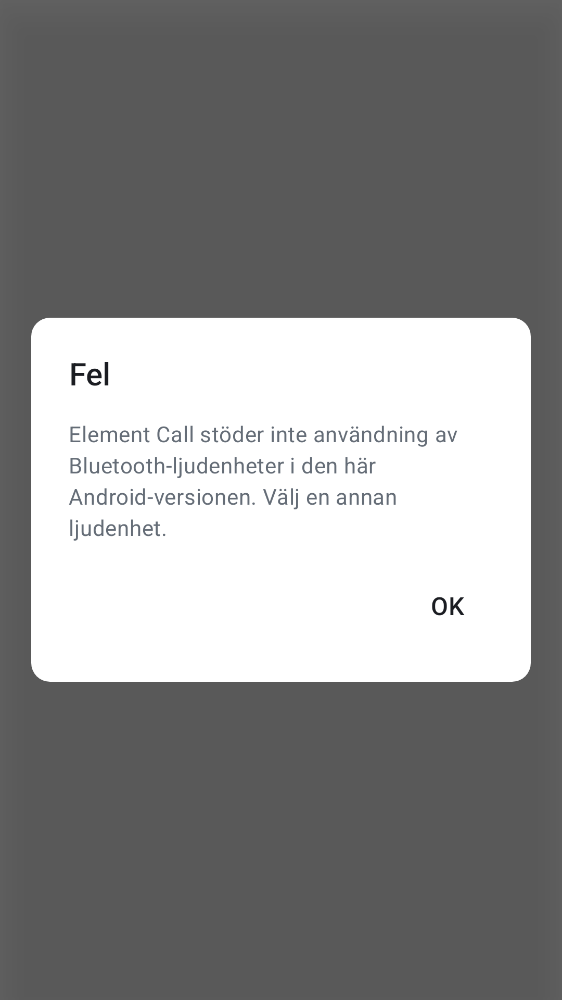 Fel
Element Call stöder inte användning av
Bluetooth-ljudenheter i den här
Android-versionen. Välj en annan
ljudenhet.
OK